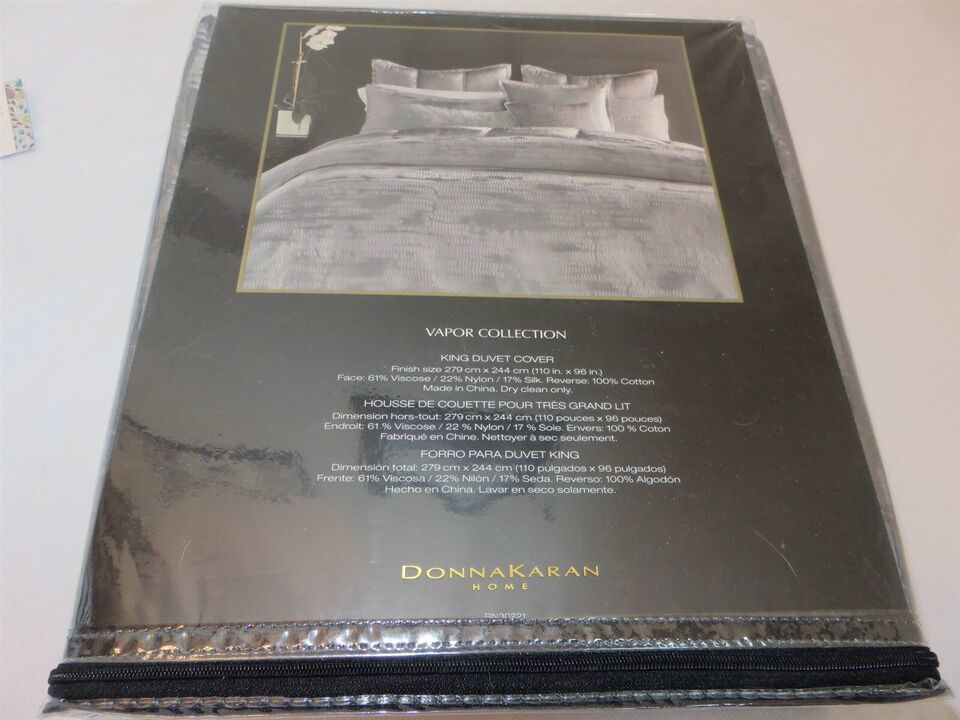 VAPOR COLLECTION
KING DUVET COVER
Finish size 279 cm x 244 cm (110 in. x 96 in.)
Face: 61% Viscose / 22% Nylon / 17% Silk. Reverse: 100% Cotton
Made in China. Dry clean only.
HOUSSE DE COUETTE POUR TRÈS GRAND LIT
Dimension hors-tout: 279 cm x 244 cm (110 pouces x 96 pouces)
Endroit: 61 % Viscose / 22 % Nylon / 17 % Soie. Envers: 100 % Coton
Fabriqué en Chine. Nettoyer à sec seulement.
FORRO PARA DUVET KING
Dimensión total: 279 cm x 244 cm (110 pulgados x 96 pulgados)
Frente: 61% Viscosa / 22% Nilón / 17% Seda. Reverso: 100% Algodón
Hecho en China. Lavar en seco solamente.
DONNAKARAN
HOME